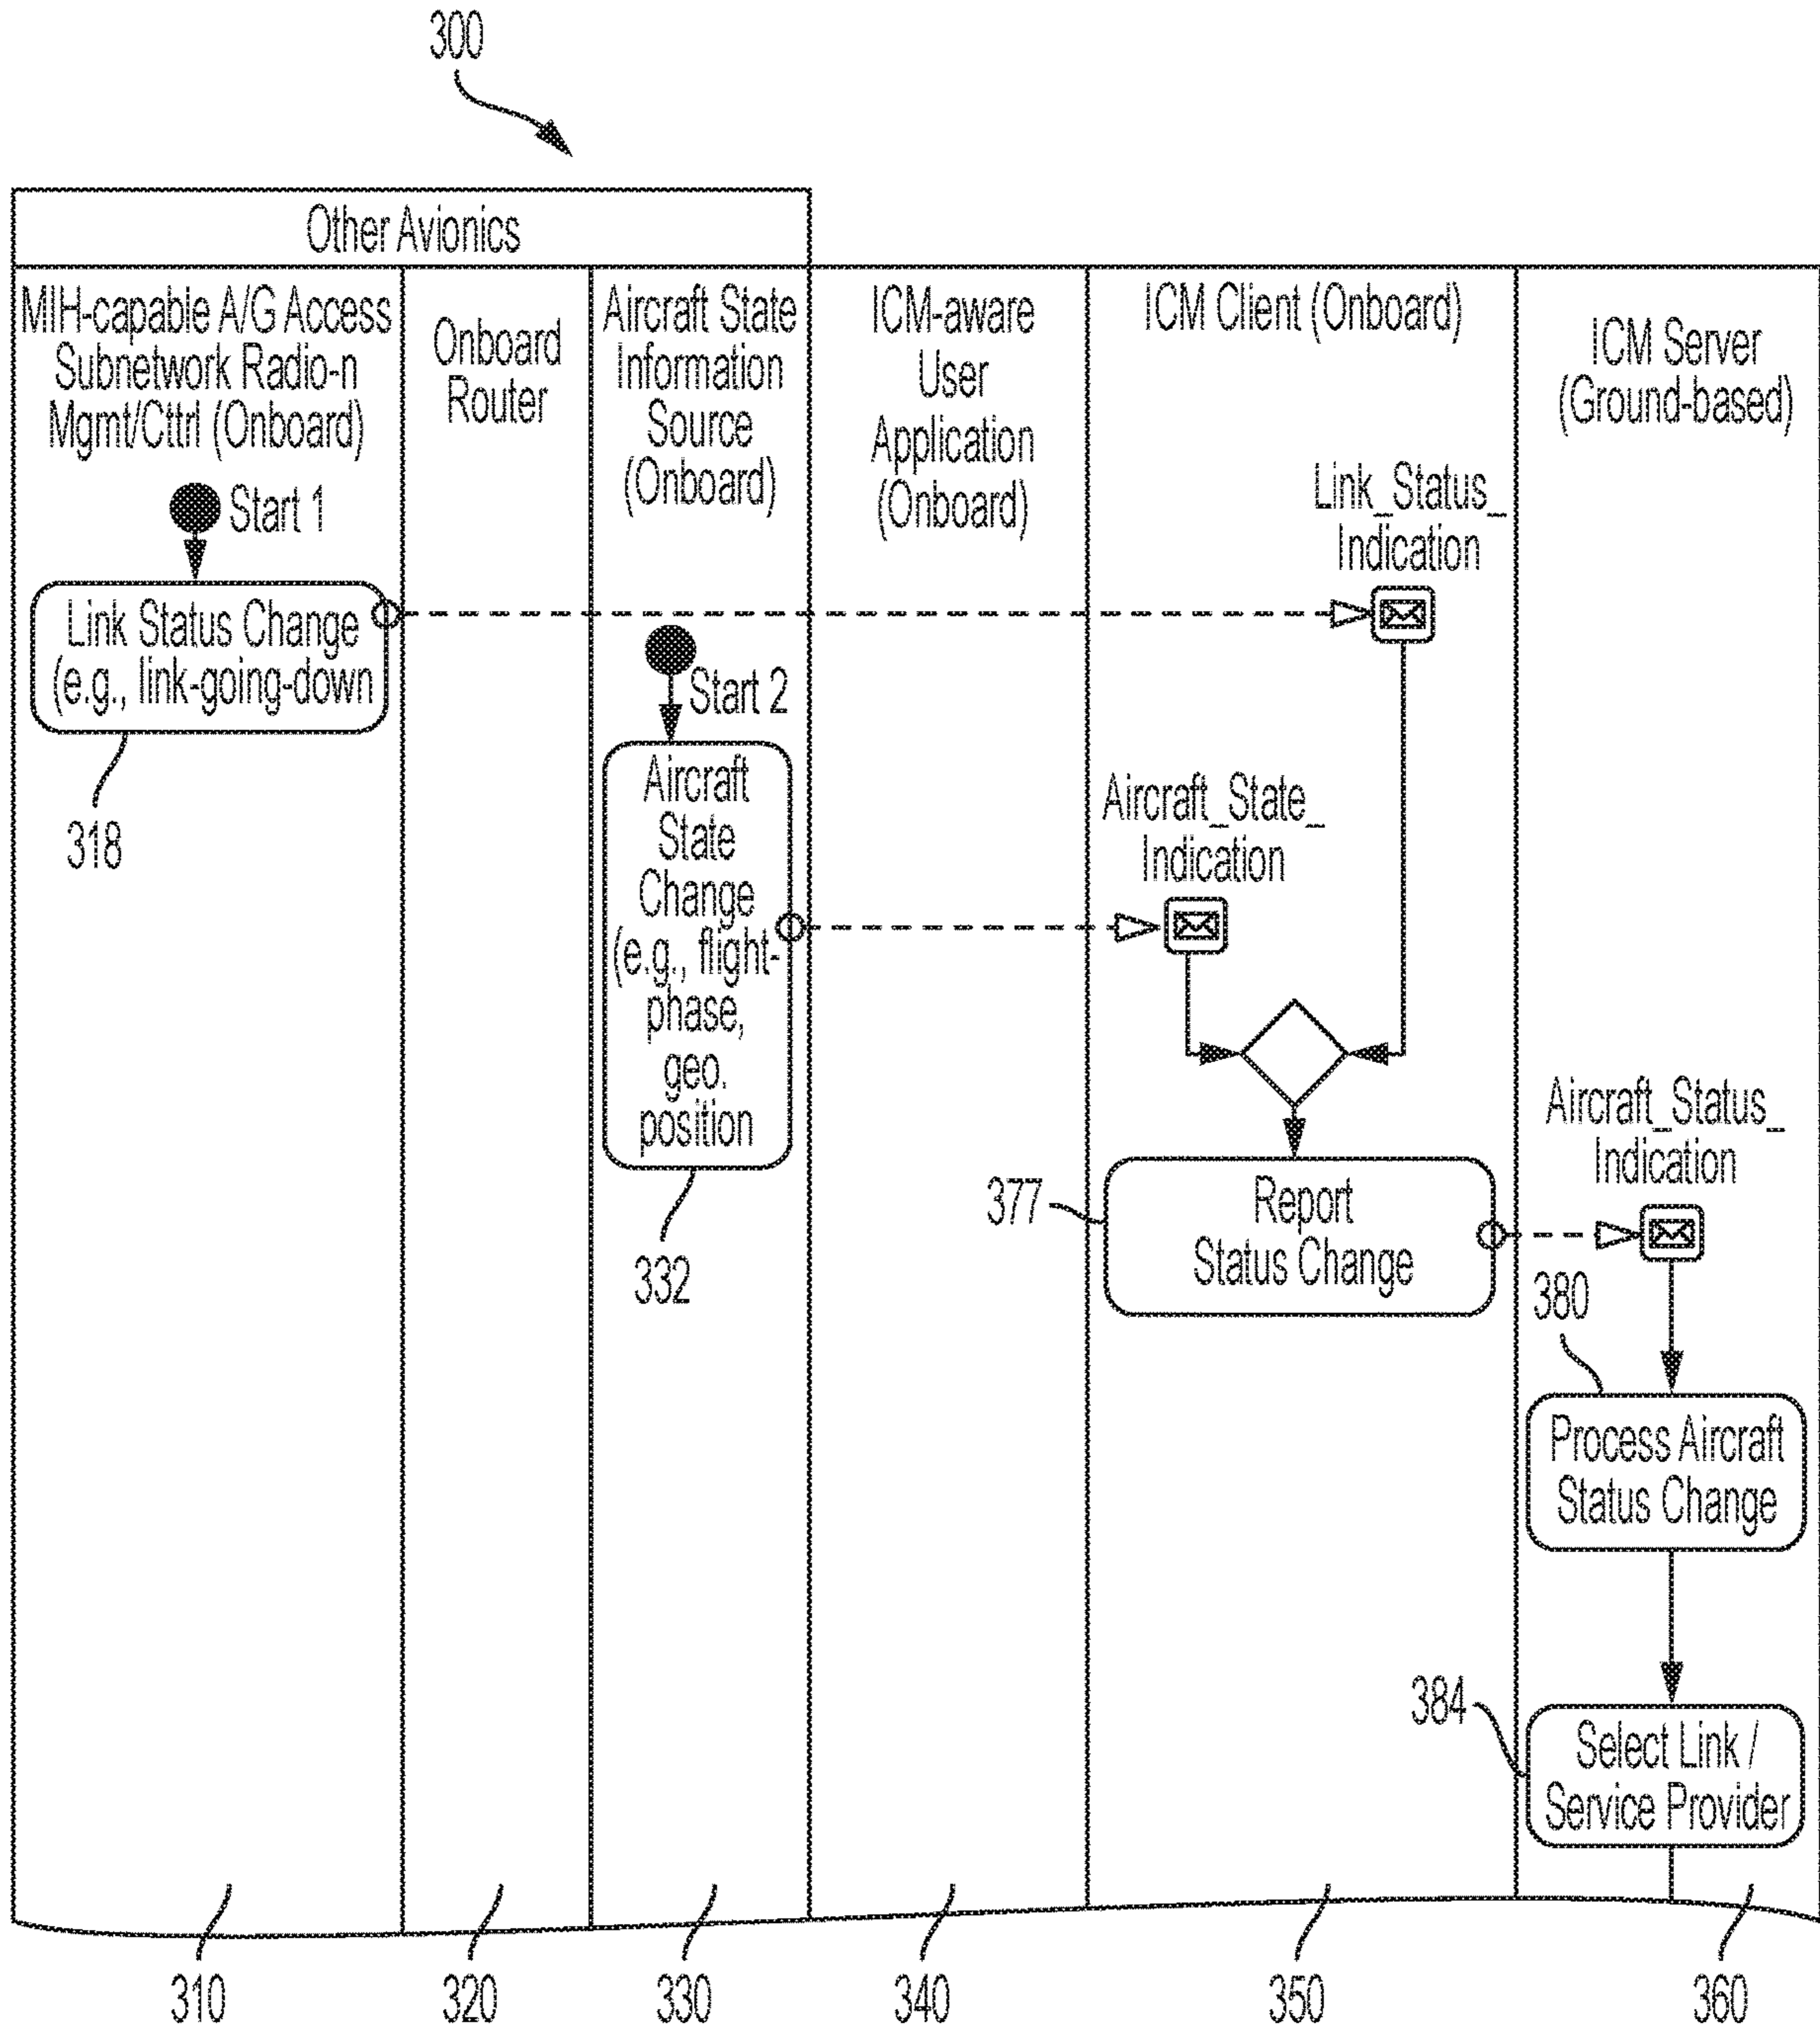 300
Other Avionics
MIH-capable A/G Access
Subnetwork Radio-n
Mgmt/Cttrl (Onboard)
Onboard
Router
Aircraft State
Information
Source
(Onboard)
ICM-aware
User
Application
(Onboard)
ICM Client (Onboard)
ICM Server
(Ground-based)
Start 1
Link Status Change
(e.g., link-going-down
318
Link_Status_
Indication
Start 2
Aircraft
State
Change
(e.g., flight-
phase,
geo.
position
332
Aircraft_State_
Indication
377
Report
Status Change
Aircraft_Status_
Indication
380
Process Aircraft
Status Change
384
Select Link /
Service Provider
310
320
330
340
350
360